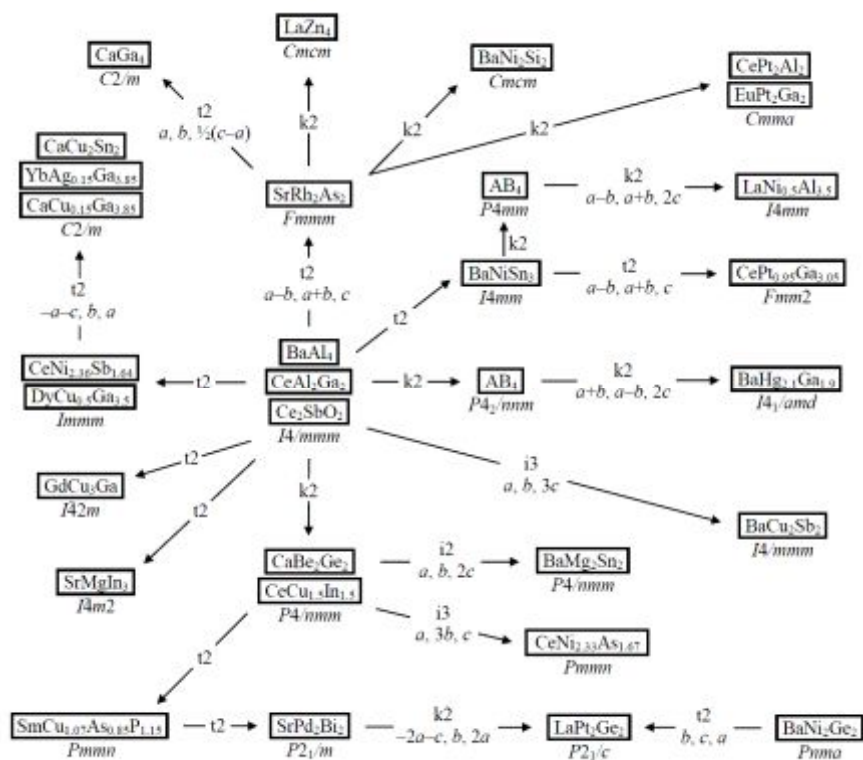 LaZn₄
Cmcm
CaGa₄
C2/m
BaNi₂Si₂
Cmcm
CePt₂Al₂
EuPt₂Ga₂
Cmma
t2
a, b, ½(c–a)
k2
k2
k2
CaCu₂Sn₂
YbAg₀.₁₅Ga₃.₈₅
CaCu₀.₁₅Ga₃.₈₅
C2/m
SrRh₂As₂
Fmmm
AB₄
P4mm
k2
a–b, a+b, 2c
LaNi₀.₅Al₃.₅
I4mm
k2
t2
–a–c, b, a
t2
a–b, a+b, c
BaNiSn₃
I4mm
t2
a–b, a+b, c
CePt₀.₉₅Ga₃.₀₅
Fmm2
t2
BaAl₄
CeAl₂Ga₂
Ce₂SbO₂
I4/mmm
CeNi₂.₃₆Sb₁.₆₄
DyCu₀.₅Ga₃.₅
Immm
t2
k2
AB₄
P4₂/nnm
k2
a+b, a–b, 2c
BaHg₂.₁Ga₁.₉
I4₁/amd
t2
GdCu₃Ga
I42m
t2
k2
i3
a, b, 3c
BaCu₂Sb₂
I4/mmm
SrMgIn₃
I4m2
CaBe₂Ge₂
CeCu₁.₅In₁.₅
P4/nmm
i2
a, b, 2c
BaMg₂Sn₂
P4/nmm
i3
a, 3b, c
CeNi₂.₃₃As₁.₆₇
Pmmn
t2
SmCu₁.₀₇As₀.₈₅P₁.₁₅
Pmmn
t2
SrPd₂Bi₂
P2₁/m
k2
–2a–c, b, 2a
LaPt₂Ge₂
P2₁/c
t2
b, c, a
BaNi₂Ge₂
Pnma